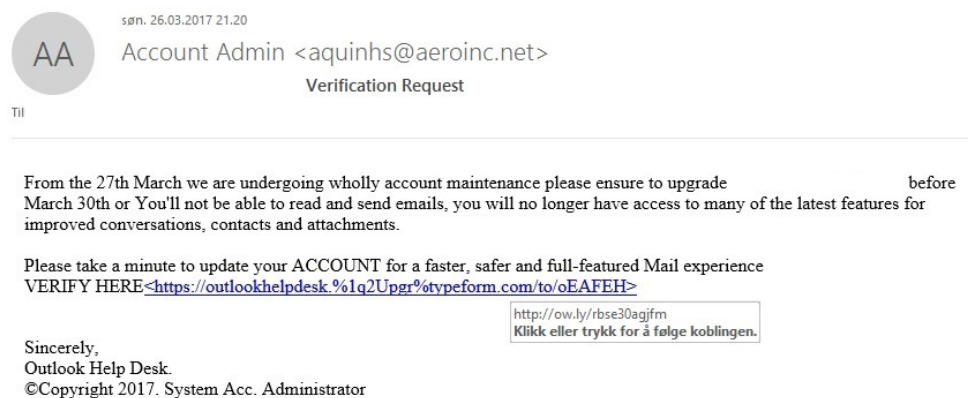 AA
søn. 26.03.2017 21.20
Account Admin <aquinhs@aeroinc.net>
Verification Request
Til
From the 27th March we are undergoing wholly account maintenance please ensure to upgrade before
March 30th or You'll not be able to read and send emails, you will no longer have access to many of the latest features for
improved conversations, contacts and attachments.
Please take a minute to update your ACCOUNT for a faster, safer and full-featured Mail experience
VERIFY HERE<https://outlookhelpdesk.%1q2Upgr%typeform.com/to/oEAFEH>
http://ow.ly/rbse30agjfm
Klikk eller trykk for å følge koblingen.
Sincerely,
Outlook Help Desk.
©Copyright 2017. System Acc. Administrator